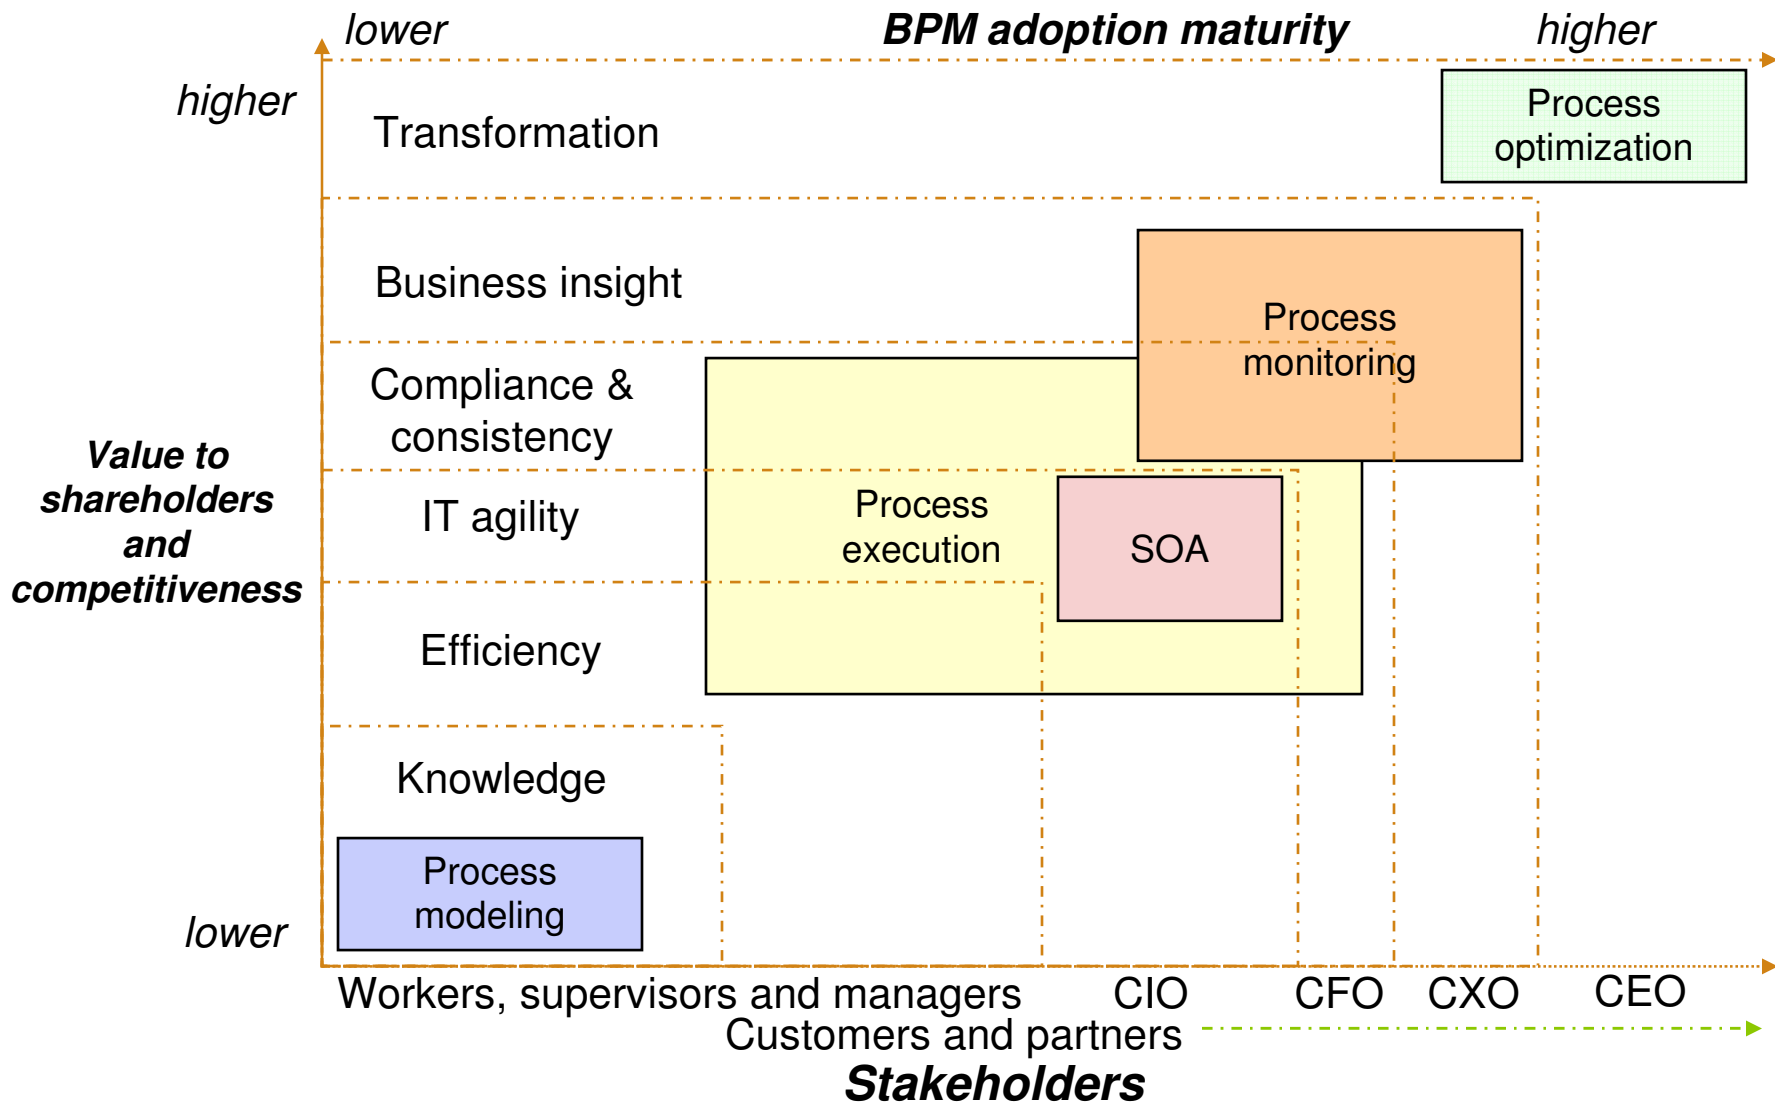 lower
BPM adoption maturity
higher
higher
Transformation
Process
optimization
Business insight
Process
monitoring
Compliance &
consistency
Value to
shareholders
and
competitiveness
IT agility
Process
execution
SOA
Efficiency
Knowledge
Process
modeling
lower
Workers, supervisors and managers
CIO
CFO
CXO
CEO
Customers and partners
Stakeholders